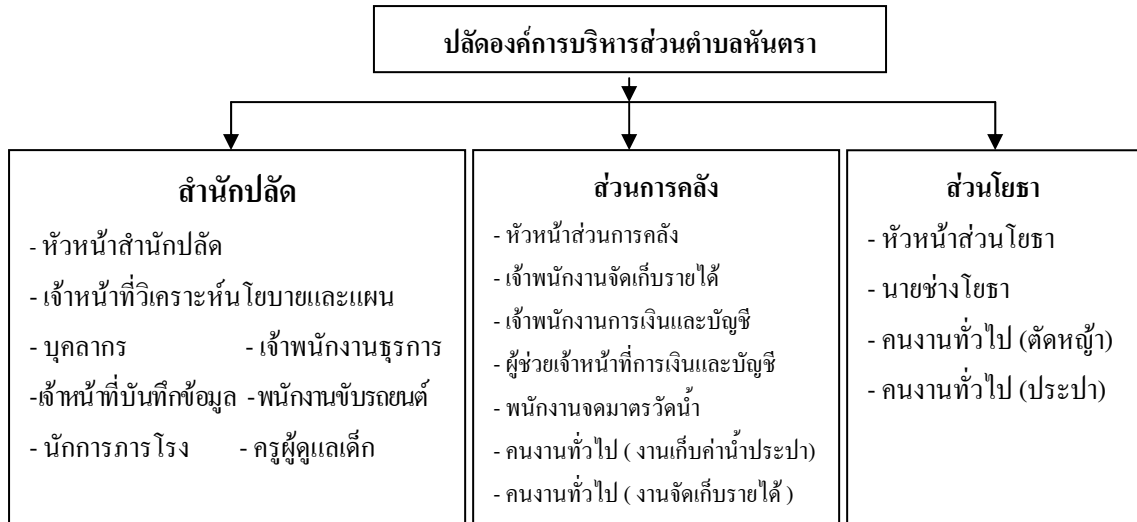 ปลัดองค์การบริหารส่วนตำบลหันตรา
สำนักปลัด
- หัวหน้าสำนักปลัด
- เจ้าหน้าที่วิเคราะห์นโยบายและแผน
- บุคลากร - เจ้าพนักงานธุรการ
-เจ้าหน้าที่บันทึกข้อมูล -พนักงานขับรถยนต์
- นักการภารโรง - ครูผู้ดูแลเด็ก
ส่วนการคลัง
- หัวหน้าส่วนการคลัง
- เจ้าพนักงานจัดเก็บรายได้
- เจ้าพนักงานการเงินและบัญชี
- ผู้ช่วยเจ้าหน้าที่การเงินและบัญชี
- พนักงานจดมาตรวัดน้ำ
- คนงานทั่วไป ( งานเก็บค่าน้ำประปา)
- คนงานทั่วไป ( งานจัดเก็บรายได้ )
ส่วนโยธา
- หัวหน้าส่วนโยธา
- นายช่างโยธา
- คนงานทั่วไป (ตัดหญ้า)
- คนงานทั่วไป (ประปา)